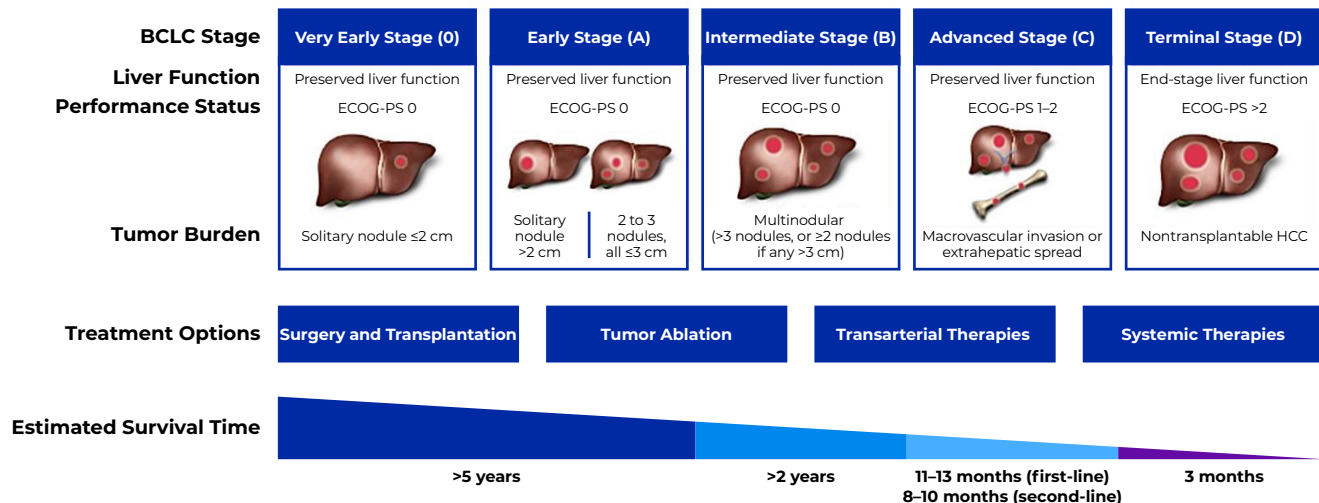 BCLC Stage
Very Early Stage (0)
Early Stage (A)
Intermediate Stage (B)
Advanced Stage (C)
Terminal Stage (D)
Liver Function
Preserved liver function
Preserved liver function
Preserved liver function
Preserved liver function
End-stage liver function
Performance Status
ECOG-PS 0
ECOG-PS 0
ECOG-PS 0
ECOG-PS 1–2
ECOG-PS >2
Tumor Burden
Solitary nodule ≤2 cm
Solitary
nodule
>2 cm
2 to 3
nodules,
all ≤3 cm
Multinodular
(>3 nodules, or ≥2 nodules
if any >3 cm)
Macrovascular invasion or
extrahepatic spread
Nontransplantable HCC
Treatment Options
Surgery and Transplantation
Tumor Ablation
Transarterial Therapies
Systemic Therapies
Estimated Survival Time
>5 years
>2 years
11–13 months (first-line)
8–10 months (second-line)
3 months